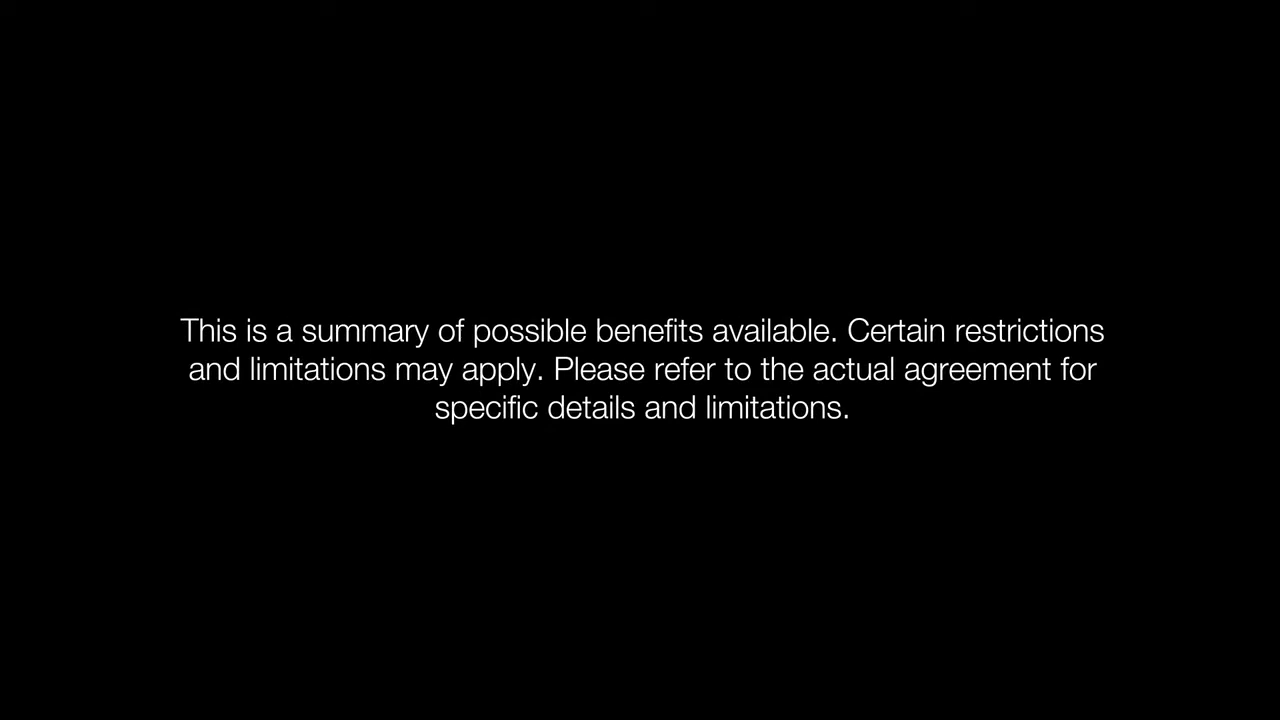 This is a summary of possible benefits available. Certain restrictions
and limitations may apply. Please refer to the actual agreement for
specific details and limitations.